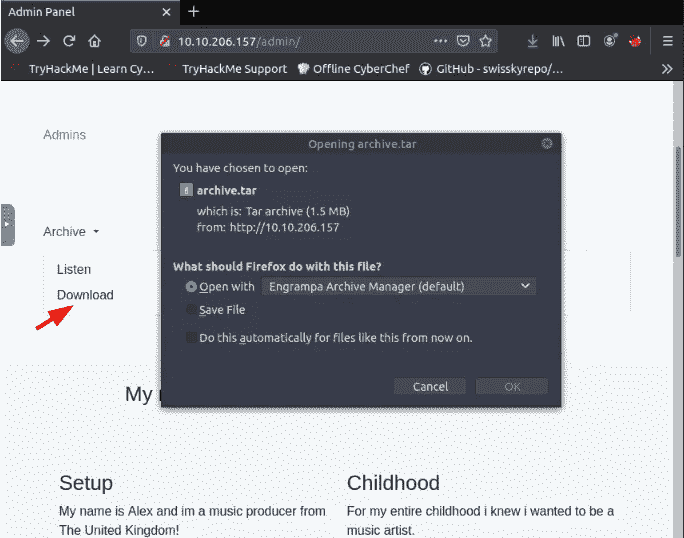 Admin Panel
10.10.206.157/admin/
TryHackMe | Learn Cy…
TryHackMe Support
Offline CyberChef
GitHub - swisskyrepo/…
Admins
Opening archive.tar
You have chosen to open:
archive.tar
which is: Tar archive (1.5 MB)
from: http://10.10.206.157
Archive
What should Firefox do with this file?
Listen
Open with
Engrampa Archive Manager (default)
Download
Save File
Do this automatically for files like this from now on.
Cancel
OK
My
Setup
Childhood
My name is Alex and im a music producer from
The United Kingdom!
For my entire childhood i knew i wanted to be a
music artist.